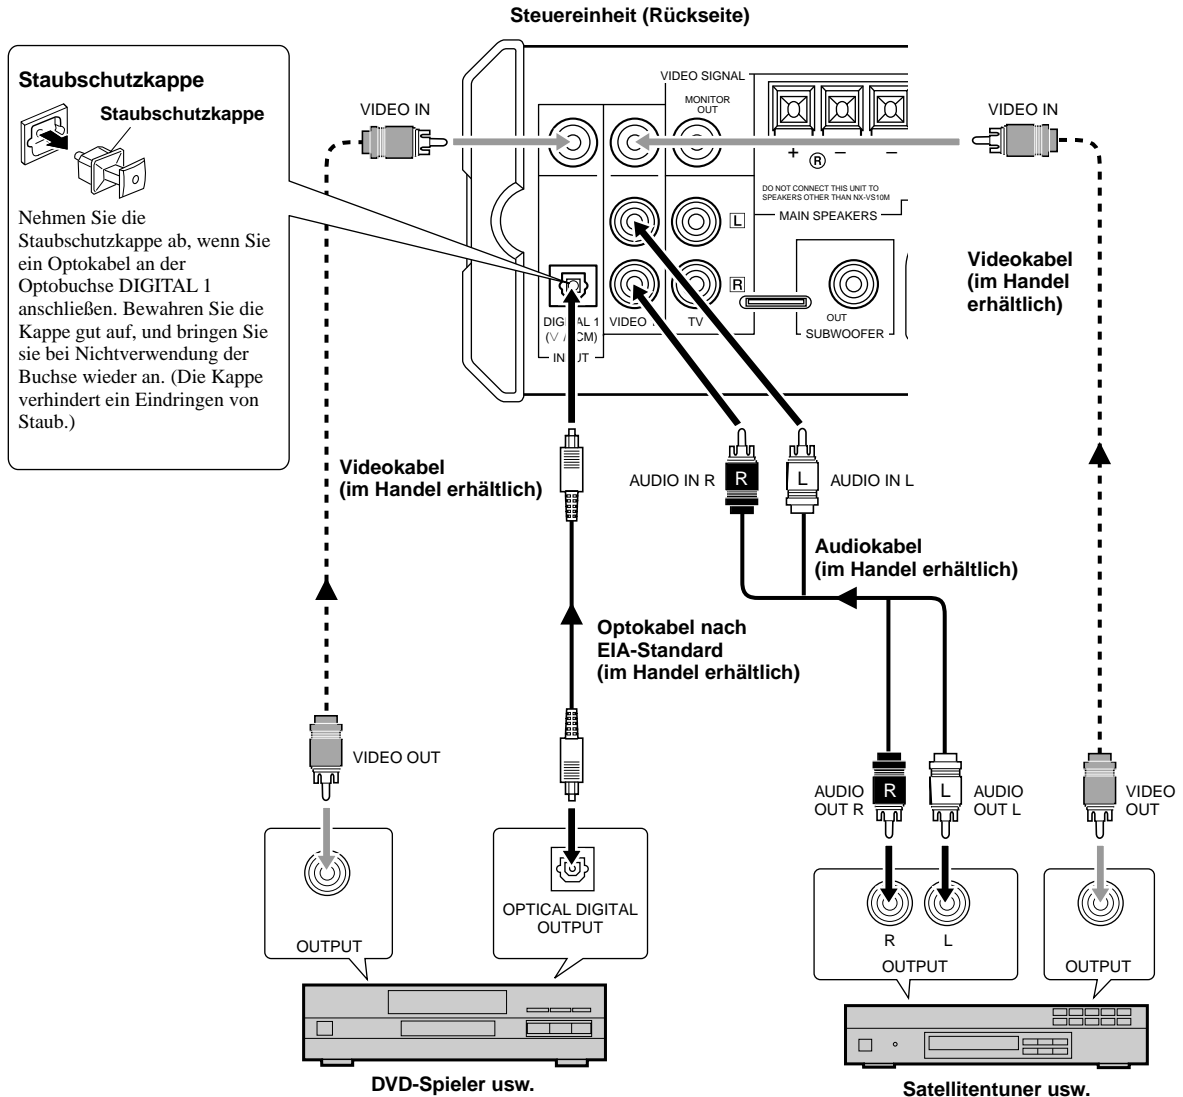 Steuereinheit (Rückseite)
Staubschutzkappe
Staubschutzkappe
Nehmen Sie die
Staubschutzkappe ab, wenn Sie
ein Optokabel an der
Optobuchse DIGITAL 1
anschließen. Bewahren Sie die
Kappe gut auf, und bringen Sie
sie bei Nichtverwendung der
Buchse wieder an. (Die Kappe
verhindert ein Eindringen von
Staub.)
VIDEO IN
VIDEO SIGNAL
MONITOR
OUT
VIDEO IN
+ R – –
DO NOT CONNECT THIS UNIT TO
SPEAKERS OTHER THAN NX-VS10M
MAIN SPEAKERS
L
R
OUT
SUBWOOFER
VIDEO
TV
Videokabel
(im Handel
erhältlich)
Videokabel
(im Handel erhältlich)
AUDIO IN R
R
L
AUDIO IN L
Audiokabel
(im Handel erhältlich)
Optokabel nach
EIA-Standard
(im Handel erhältlich)
VIDEO OUT
AUDIO
OUT R
R
L
AUDIO
OUT L
VIDEO
OUT
OUTPUT
OPTICAL DIGITAL
OUTPUT
R L
OUTPUT
OUTPUT
DVD-Spieler usw.
Satellitentuner usw.